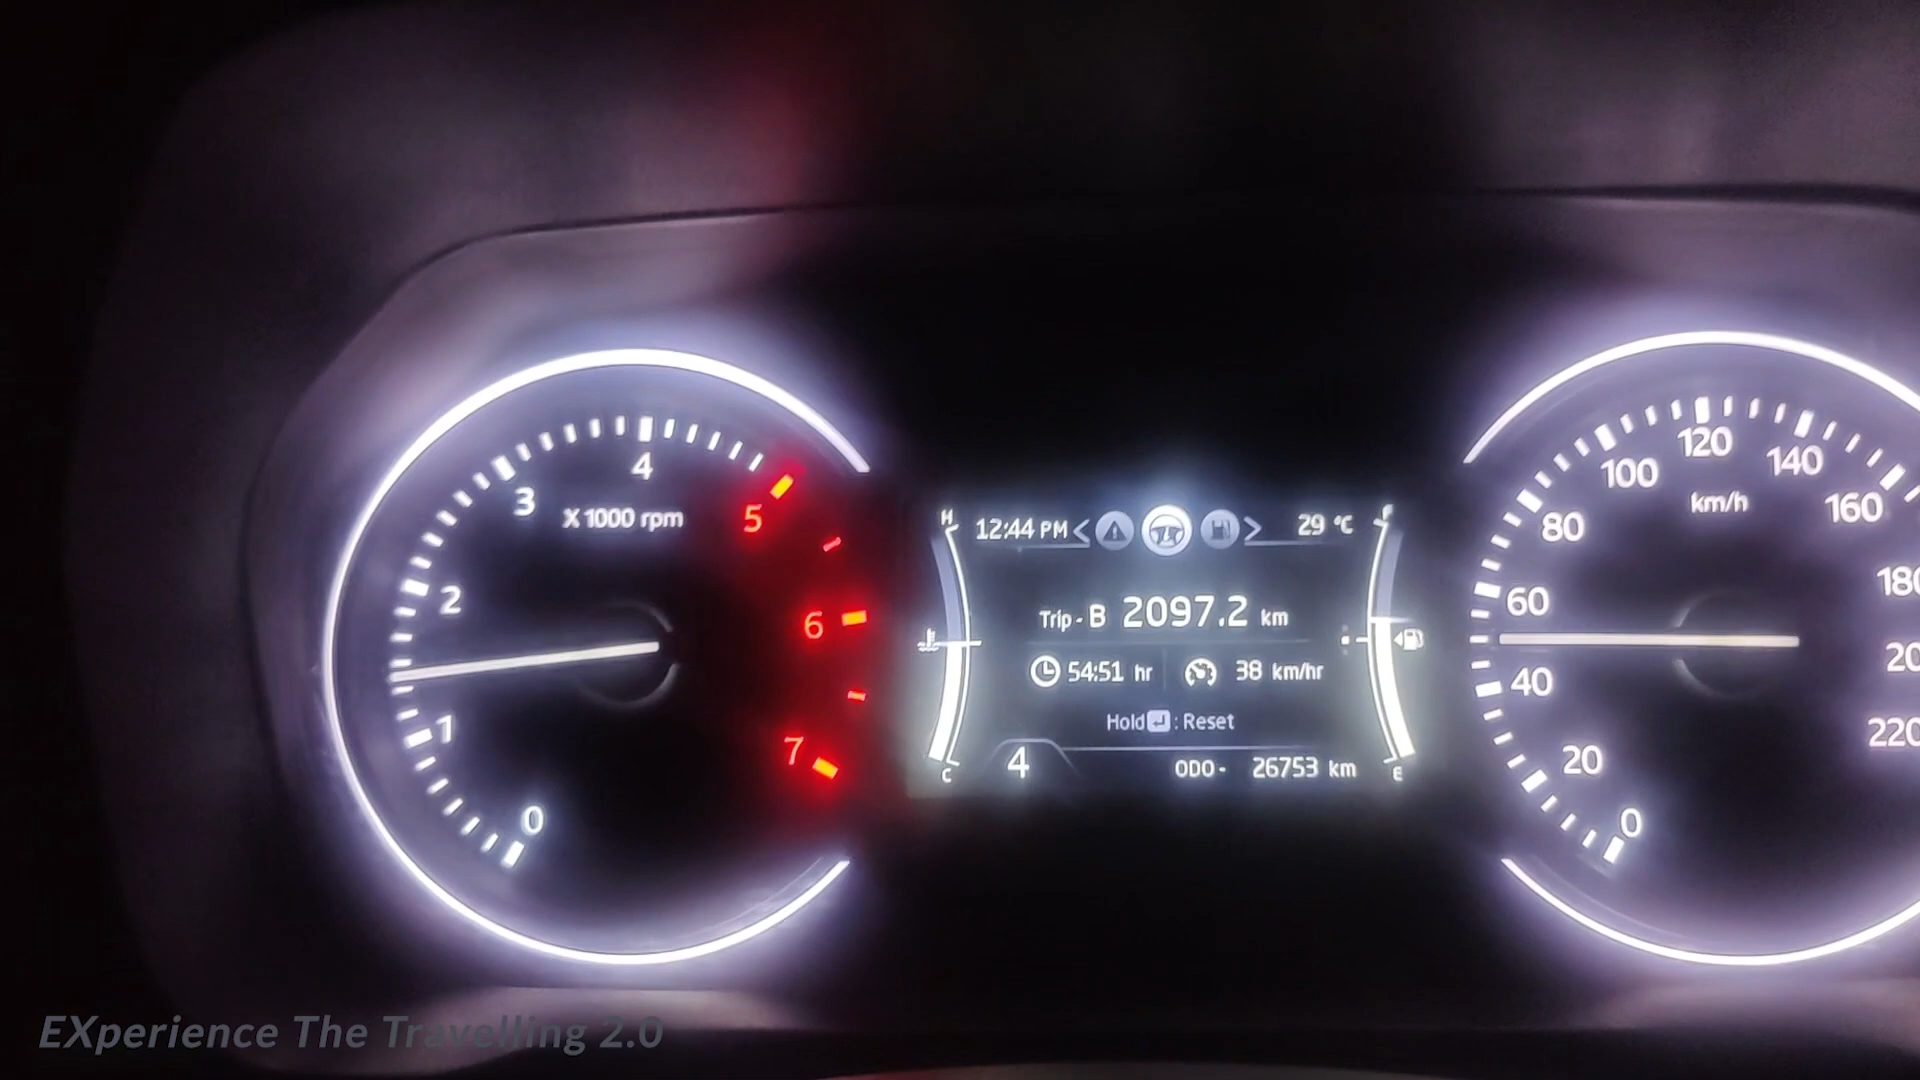 4
3
X 1000 rpm
5
2
6
1
7
0
H
12:44 PM
29 °C
F
Trip - B 2097.2 km
54:51 hr
38 km/hr
Hold : Reset
C
4
ODO - 26753 km
E
120
100
140
km/h
160
80
180
60
40
220
20
0
EXperience The Travelling 2.0